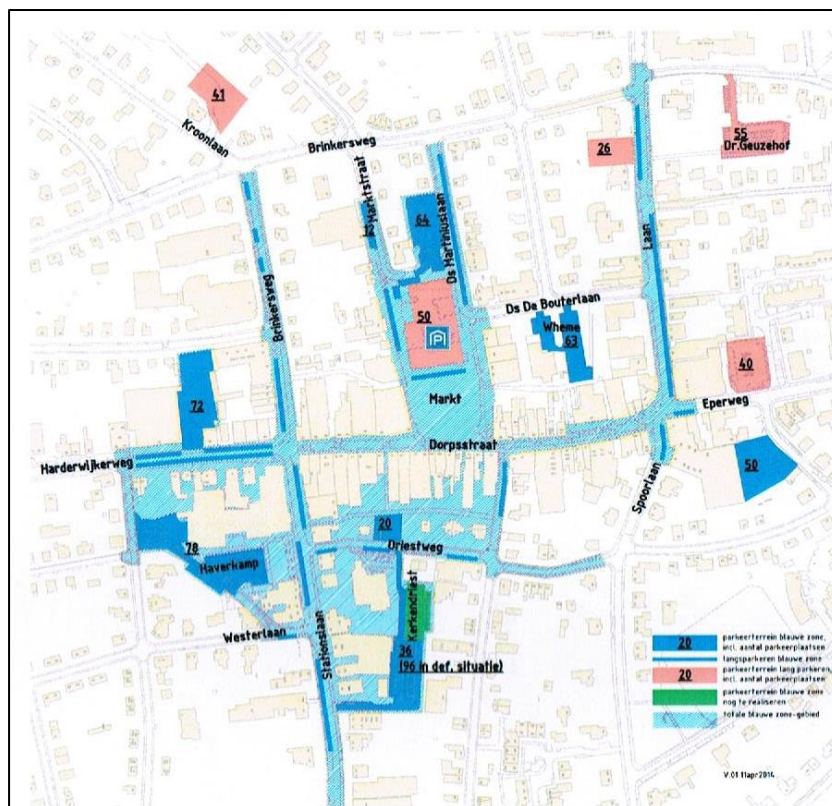 41
Kroonlaan
Brinkersweg
55
Dr.Geuzehof
26
Marktstraat
12
64
Ds Martiniuslaan
Laan
Brinkersweg
Ds De Bouterlaan
50
P
Wheme
63
40
72
Markt
Eperweg
Dorpsstraat
Harderwijkerweg
50
Spoorlaan
20
78
Driestweg
Haverkamp
Kerkendriest
Westerlaan
Stationslaan
36
(96 in def. situatie)
20 parkeerterrein blauwe zone,
incl. aantal parkeerplaatsen
langsparkeren blauwe zone
20 parkeerterrein lang parkeren,
incl. aantal parkeerplaatsen
parkeerterrein blauwe zone
nog te realiseren
totale blauwe zone-gebied
V.01 11apr2014